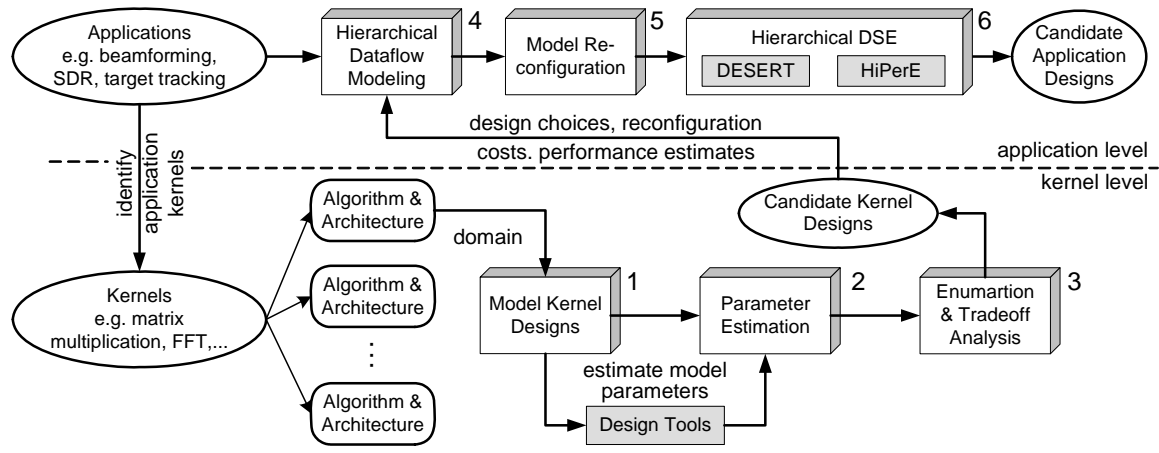 Applications
e.g. beamforming,
SDR, target tracking
Hierarchical
Dataflow
Modeling
4
Model Re-
configuration
5
Hierarchical DSE
DESERT
HiPerE
6
Candidate
Application
Designs
design choices, reconfiguration
costs. performance estimates
application level
kernel level
identify
application
kernels
Algorithm &
Architecture
domain
Candidate Kernel
Designs
Kernels
e.g. matrix
multiplication, FFT,...
Algorithm &
Architecture
⋮
Algorithm &
Architecture
Model Kernel
Designs
1
Parameter
Estimation
2
Enumartion
& Tradeoff
Analysis
3
estimate model
parameters
Design Tools